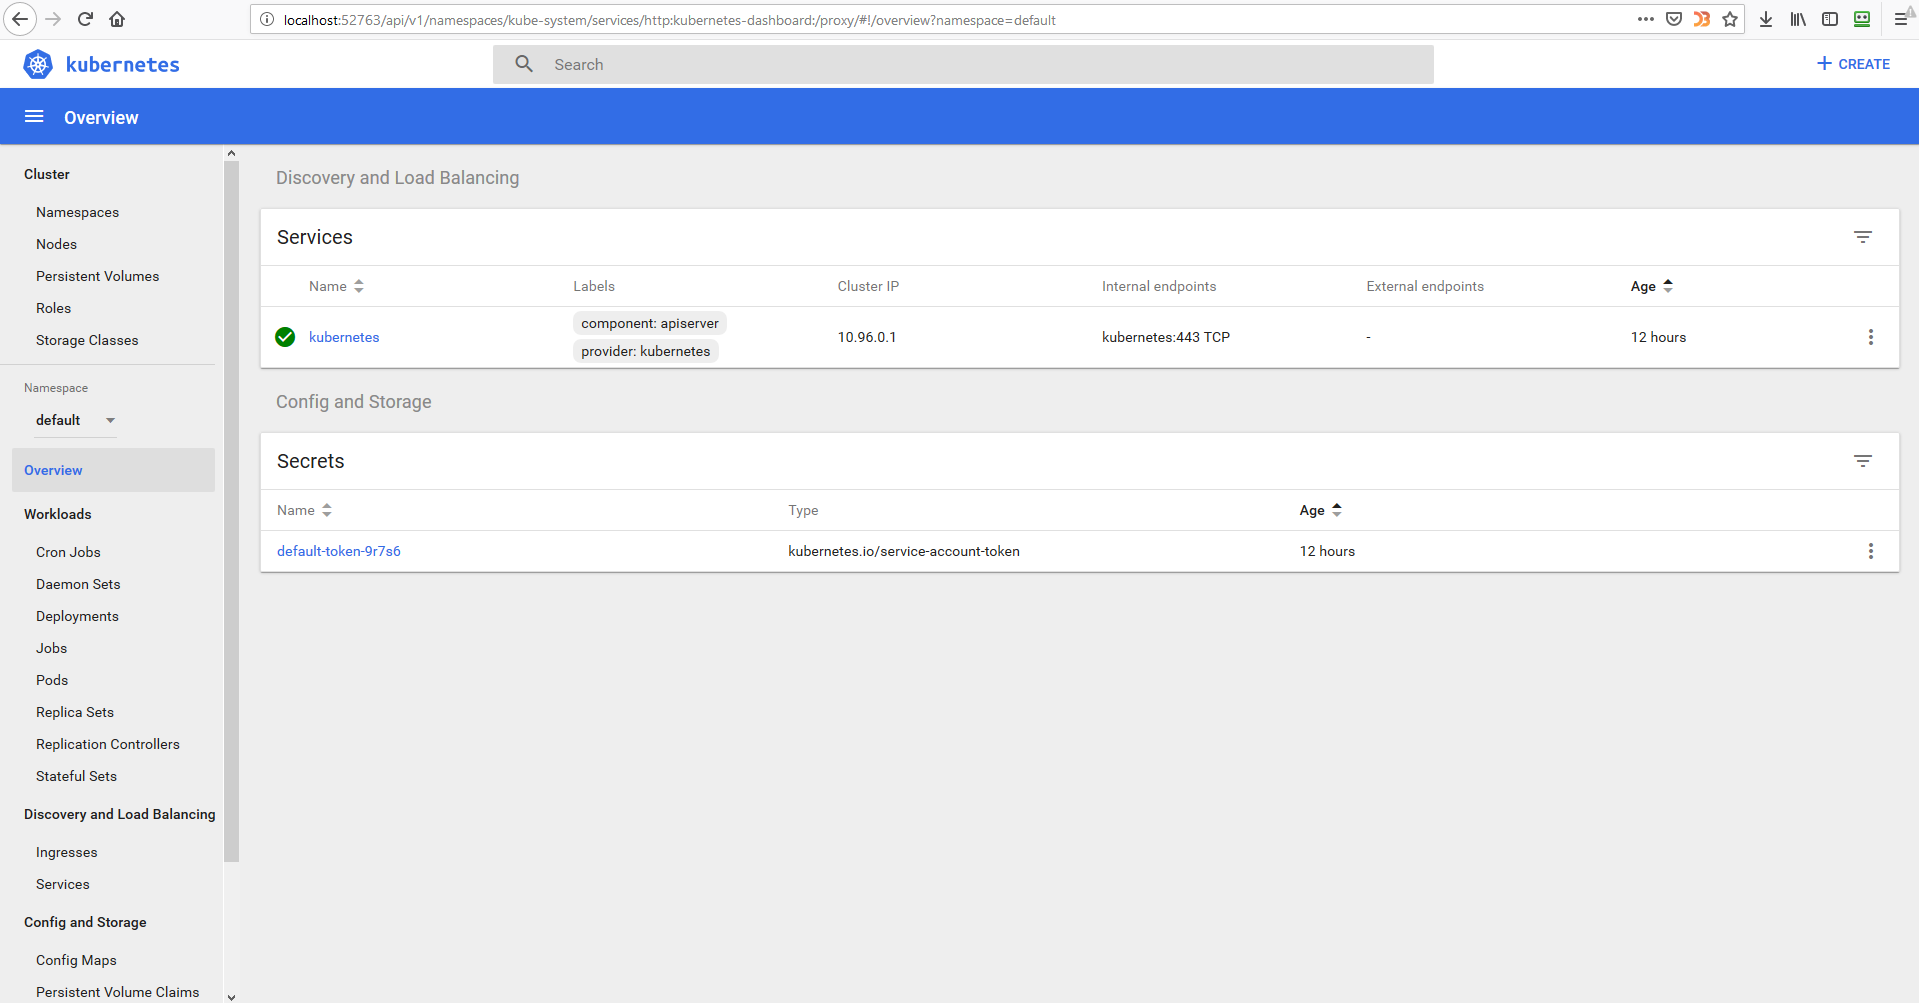 localhost:52763/api/v1/namespaces/kube-system/services/http:kubernetes-dashboard:/proxy/#!/overview?namespace=default
kubernetes
Search
CREATE
Overview
Cluster
Namespaces
Nodes
Persistent Volumes
Roles
Storage Classes
Namespace
default
Overview
Workloads
Cron Jobs
Daemon Sets
Deployments
Jobs
Pods
Replica Sets
Replication Controllers
Stateful Sets
Discovery and Load Balancing
Ingresses
Services
Config and Storage
Config Maps
Persistent Volume Claims
Discovery and Load Balancing
Services
Name Labels Cluster IP Internal endpoints External endpoints Age
kubernetes component: apiserver 10.96.0.1 kubernetes:443 TCP - 12 hours
provider: kubernetes
Config and Storage
Secrets
Name Type Age
default-token-9r7s6 kubernetes.io/service-account-token 12 hours